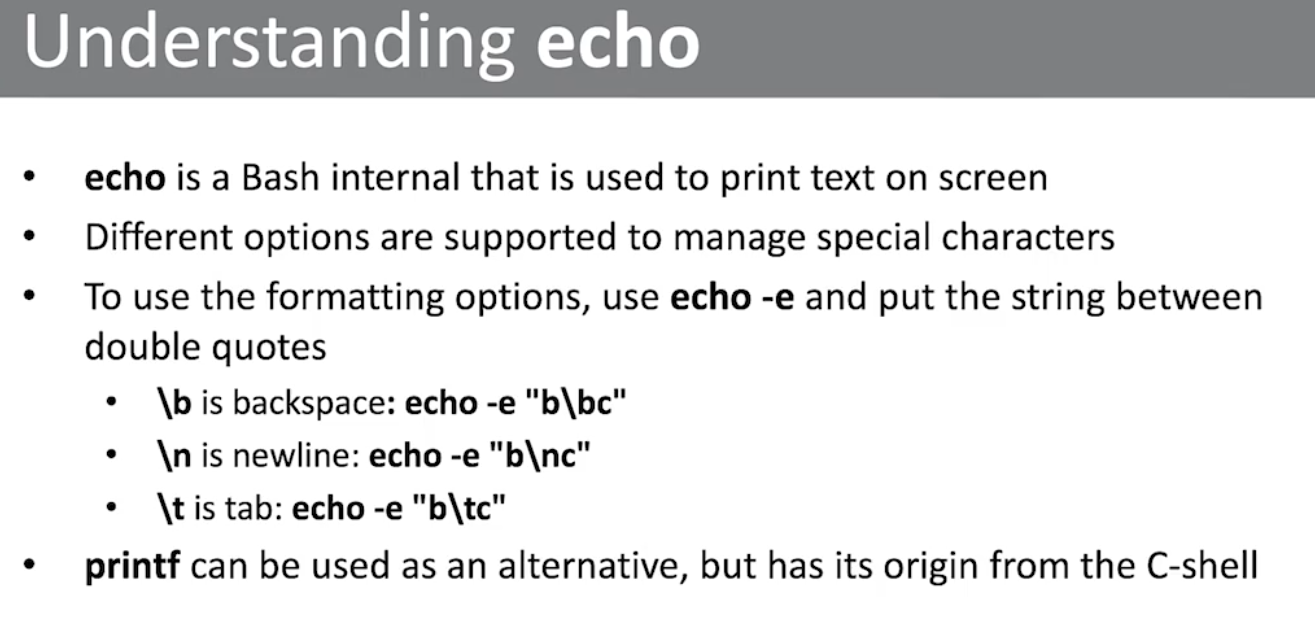 Understanding echo
• echo is a Bash internal that is used to print text on screen
• Different options are supported to manage special characters
• To use the formatting options, use echo -e and put the string between
double quotes
• \b is backspace: echo -e "b\bc"
• \n is newline: echo -e "b\nc"
• \t is tab: echo -e "b\tc"
• printf can be used as an alternative, but has its origin from the C-shell